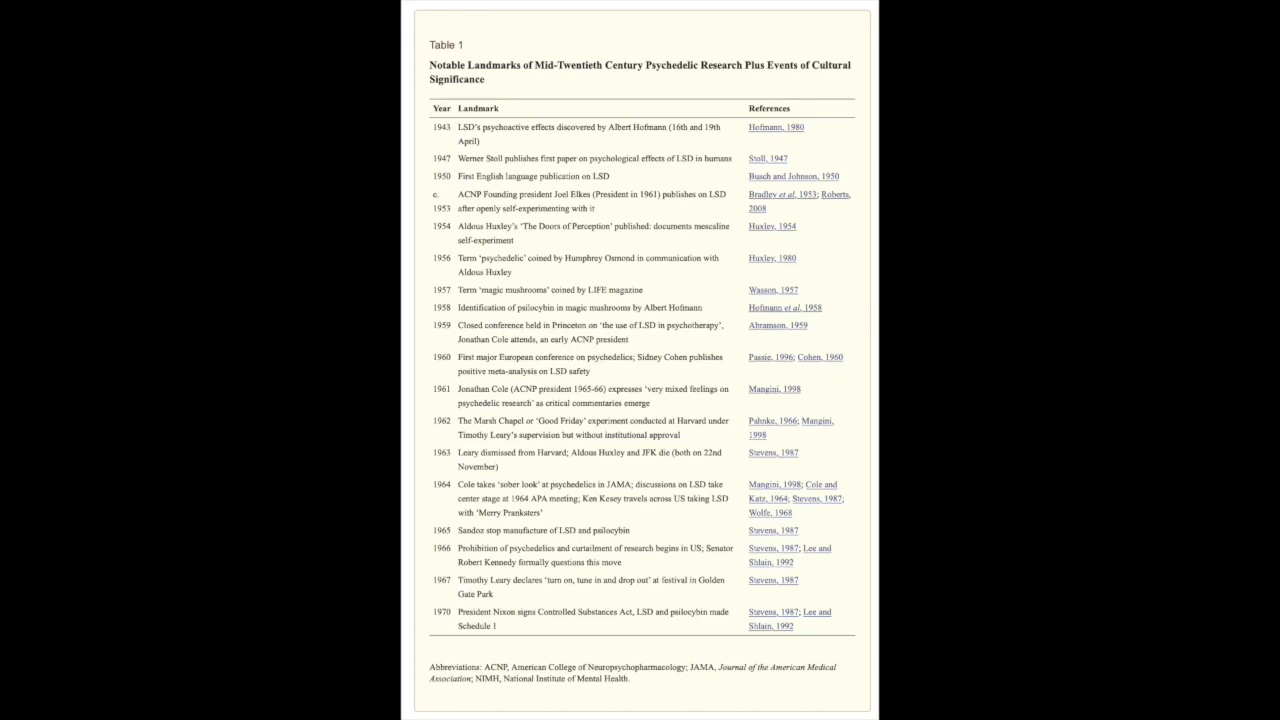 Table 1
Notable Landmarks of Mid-Twentieth Century Psychedelic Research Plus Events of Cultural
Significance
Year Landmark References
1943 LSD's psychoactive effects discovered by Albert Hofmann (16th and 19th Hofmann, 1980
April)
1947 Werner Stoll publishes first paper on psychological effects of LSD in humans Stoll, 1947
1950 First English language publication on LSD Busch and Johnson, 1950
c. ACNP Founding president Joel Elkes (President in 1961) publishes on LSD Bradley et al, 1953; Roberts,
1953 after openly self-experimenting with it 2008
1954 Aldous Huxley's ‘The Doors of Perception’ published: documents mescaline Huxley, 1954
self-experiment
1956 Term ‘psychedelic’ coined by Humphrey Osmond in communication with Huxley, 1980
Aldous Huxley
1957 Term ‘magic mushrooms’ coined by LIFE magazine Wasson, 1957
1958 Identification of psilocybin in magic mushrooms by Albert Hofmann Hofmann et al, 1958
1959 Closed conference held in Princeton on ‘the use of LSD in psychotherapy’, Abramson, 1959
Jonathan Cole attends, an early ACNP president
1960 First major European conference on psychedelics; Sidney Cohen publishes Passie, 1996; Cohen, 1960
positive meta-analysis on LSD safety
1961 Jonathan Cole (ACNP president 1965-66) expresses ‘very mixed feelings on Mangini, 1998
psychedelic research’ as critical commentaries emerge
1962 The Marsh Chapel or ‘Good Friday’ experiment conducted at Harvard under Pahnke, 1966; Mangini,
Timothy Leary's supervision but without institutional approval 1998
1963 Leary dismissed from Harvard; Aldous Huxley and JFK die (both on 22nd Stevens, 1987
November)
1964 Cole takes ‘sober look’ at psychedelics in JAMA; discussions on LSD take Mangini, 1998; Cole and
center stage at 1964 APA meeting; Ken Kesey travels across US taking LSD Katz, 1964; Stevens, 1987;
with ‘Merry Pranksters’ Wolfe, 1968
1965 Sandoz stop manufacture of LSD and psilocybin Stevens, 1987
1966 Prohibition of psychedelics and curtailment of research begins in US; Senator Stevens, 1987; Lee and
Robert Kennedy formally questions this move Shlain, 1992
1967 Timothy Leary declares ‘turn on, tune in and drop out’ at festival in Golden Stevens, 1987
Gate Park
1970 President Nixon signs Controlled Substances Act, LSD and psilocybin made Stevens, 1987; Lee and
Schedule 1 Shlain, 1992
Abbreviations: ACNP, American College of Neuropsychopharmacology; JAMA, Journal of the American Medical
Association; NIMH, National Institute of Mental Health.